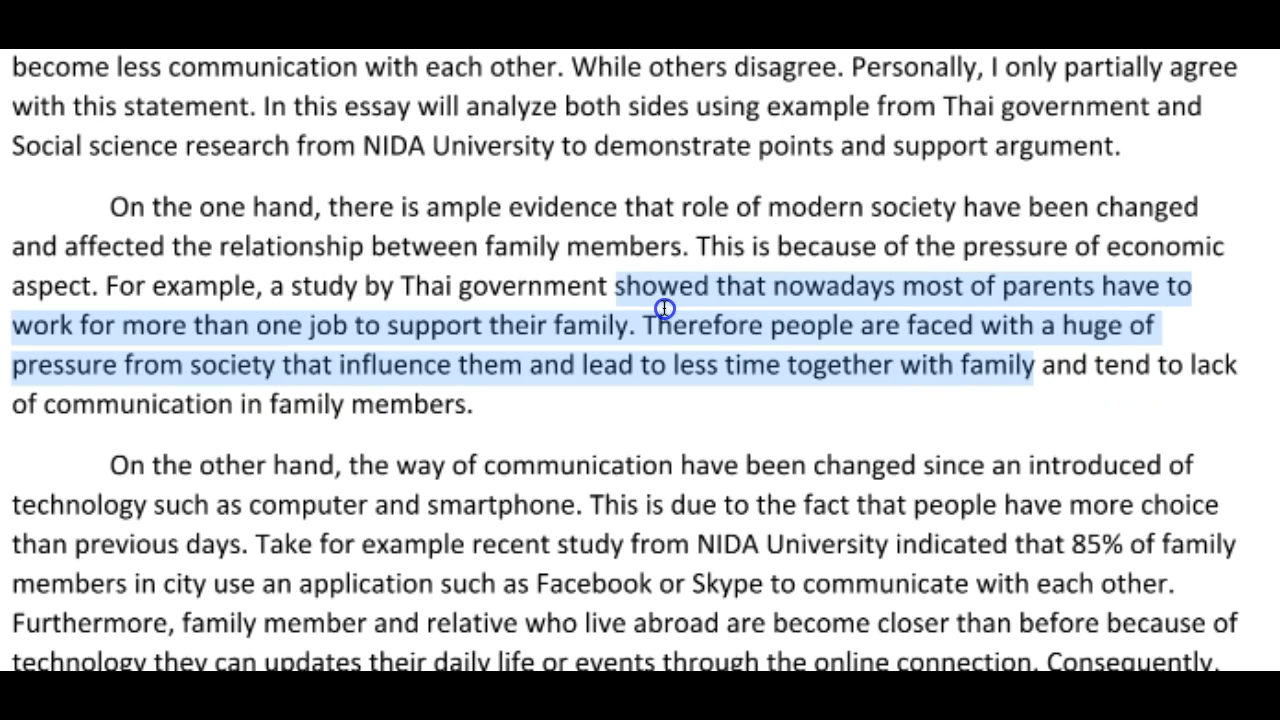 become less communication with each other. While others disagree. Personally, I only partially agree
with this statement. In this essay will analyze both sides using example from Thai government and
Social science research from NIDA University to demonstrate points and support argument.
On the one hand, there is ample evidence that role of modern society have been changed
and affected the relationship between family members. This is because of the pressure of economic
aspect. For example, a study by Thai government showed that nowadays most of parents have to
work for more than one job to support their family. Therefore people are faced with a huge of
pressure from society that influence them and lead to less time together with family and tend to lack
of communication in family members.
On the other hand, the way of communication have been changed since an introduced of
technology such as computer and smartphone. This is due to the fact that people have more choice
than previous days. Take for example recent study from NIDA University indicated that 85% of family
members in city use an application such as Facebook or Skype to communicate with each other.
Furthermore, family member and relative who live abroad are become closer than before because of
technology they can updates their daily life or events through the online connection. Consequently,